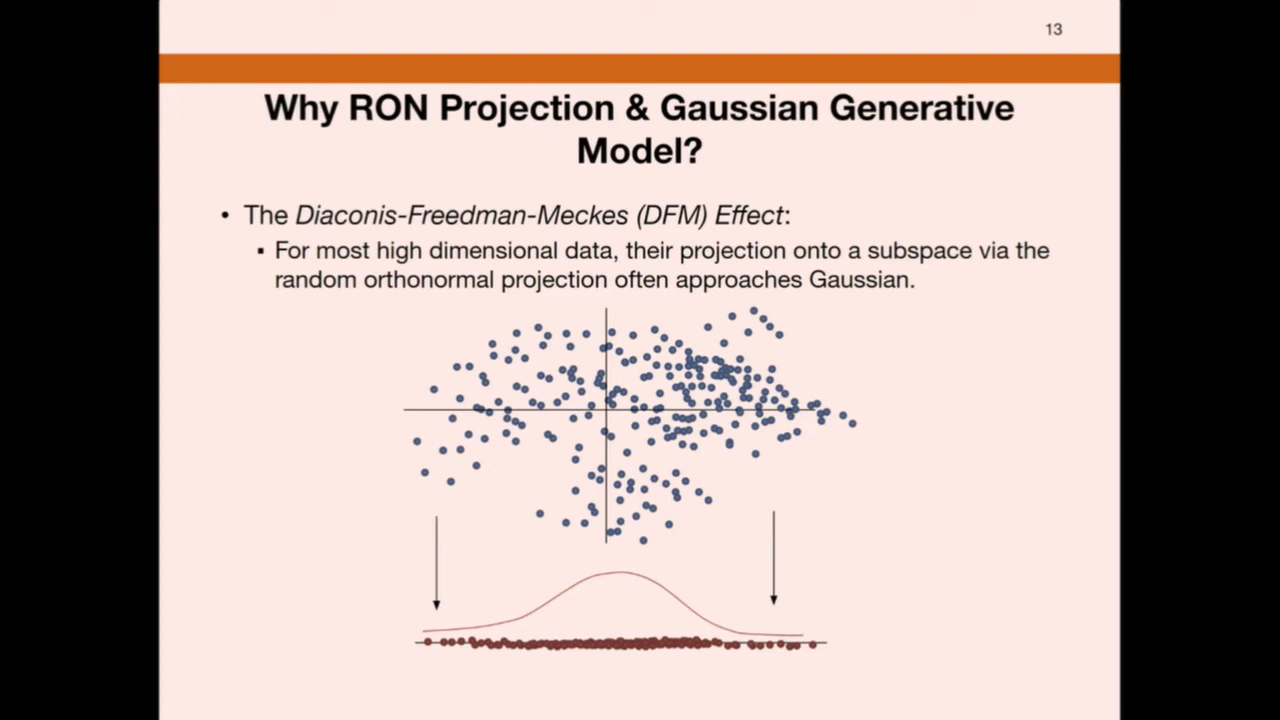 13
Why RON Projection & Gaussian Generative
Model?
• The Diaconis-Freedman-Meckes (DFM) Effect:
▪ For most high dimensional data, their projection onto a subspace via the
random orthonormal projection often approaches Gaussian.